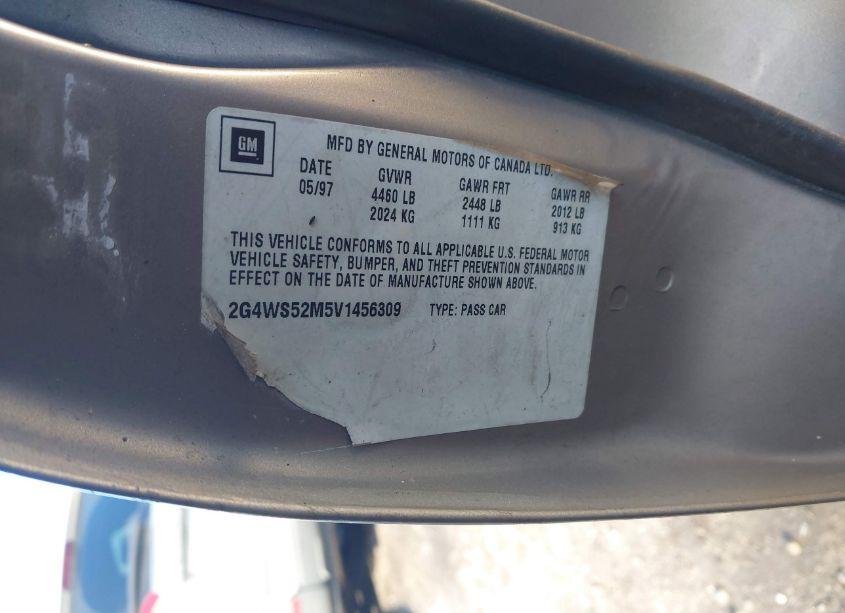 GM
MFD BY GENERAL MOTORS OF CANADA LTD.
DATE GVWR GAWR FRT GAWR RR
05/97 4460 LB 2448 LB 2012 LB
2024 KG 1111 KG 913 KG
THIS VEHICLE CONFORMS TO ALL APPLICABLE U.S. FEDERAL MOTOR
VEHICLE SAFETY, BUMPER, AND THEFT PREVENTION STANDARDS IN
EFFECT ON THE DATE OF MANUFACTURE SHOWN ABOVE.
2G4WS52M5V1456309 TYPE: PASS CAR